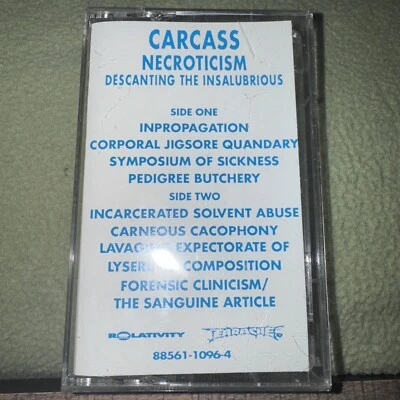 CARCASS
NECROTICISM
DESCANTING THE INSALUBRIOUS
SIDE ONE
INPROPAGATION
CORPORAL JIGSORE QUANDARY
SYMPOSIUM OF SICKNESS
PEDIGREE BUTCHERY
SIDE TWO
INCARCERATED SOLVENT ABUSE
CARNEOUS CACOPHONY
EXPECTORATE OF
COMPOSITION
FORENSIC CLINICISM/
THE SANGUINE ARTICLE
RELATIVITY EARACHE
88561-1096-4